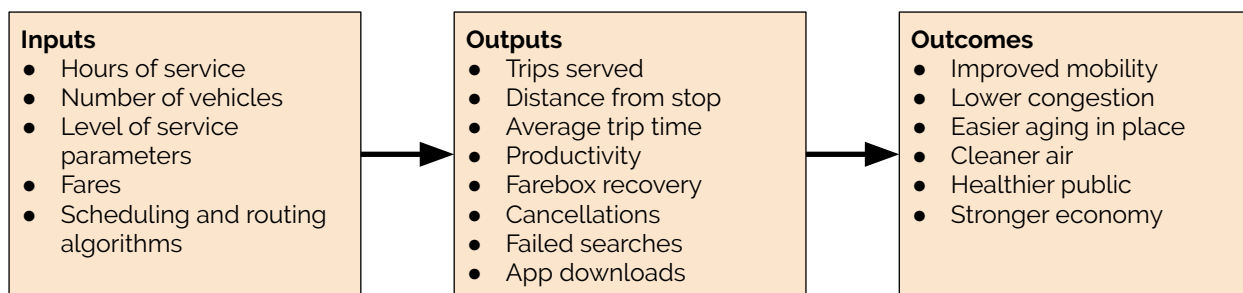 Inputs
● Hours of service
● Number of vehicles
● Level of service
parameters
● Fares
● Scheduling and routing
algorithms
Outputs
● Trips served
● Distance from stop
● Average trip time
● Productivity
● Farebox recovery
● Cancellations
● Failed searches
● App downloads
Outcomes
● Improved mobility
● Lower congestion
● Easier aging in place
● Cleaner air
● Healthier public
● Stronger economy